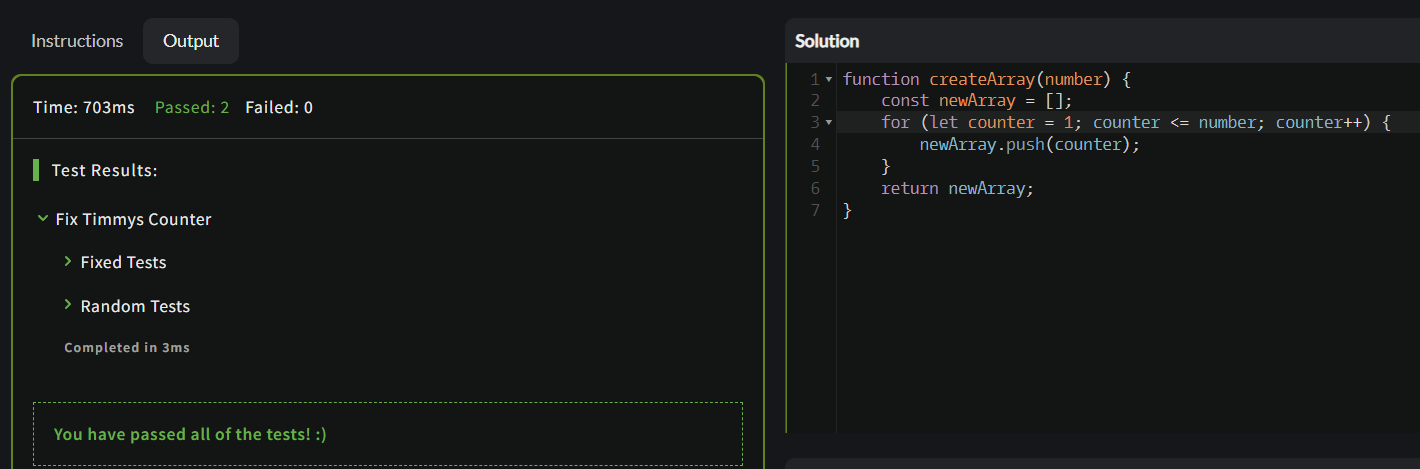 Instructions
Output
Time: 703ms Passed: 2 Failed: 0
Test Results:
Fix Timmys Counter
Fixed Tests
Random Tests
Completed in 3ms
You have passed all of the tests! :)
Solution
1 function createArray(number) {
2     const newArray = [];
3     for (let counter = 1; counter <= number; counter++) {
4         newArray.push(counter);
5     }
6     return newArray;
7 }